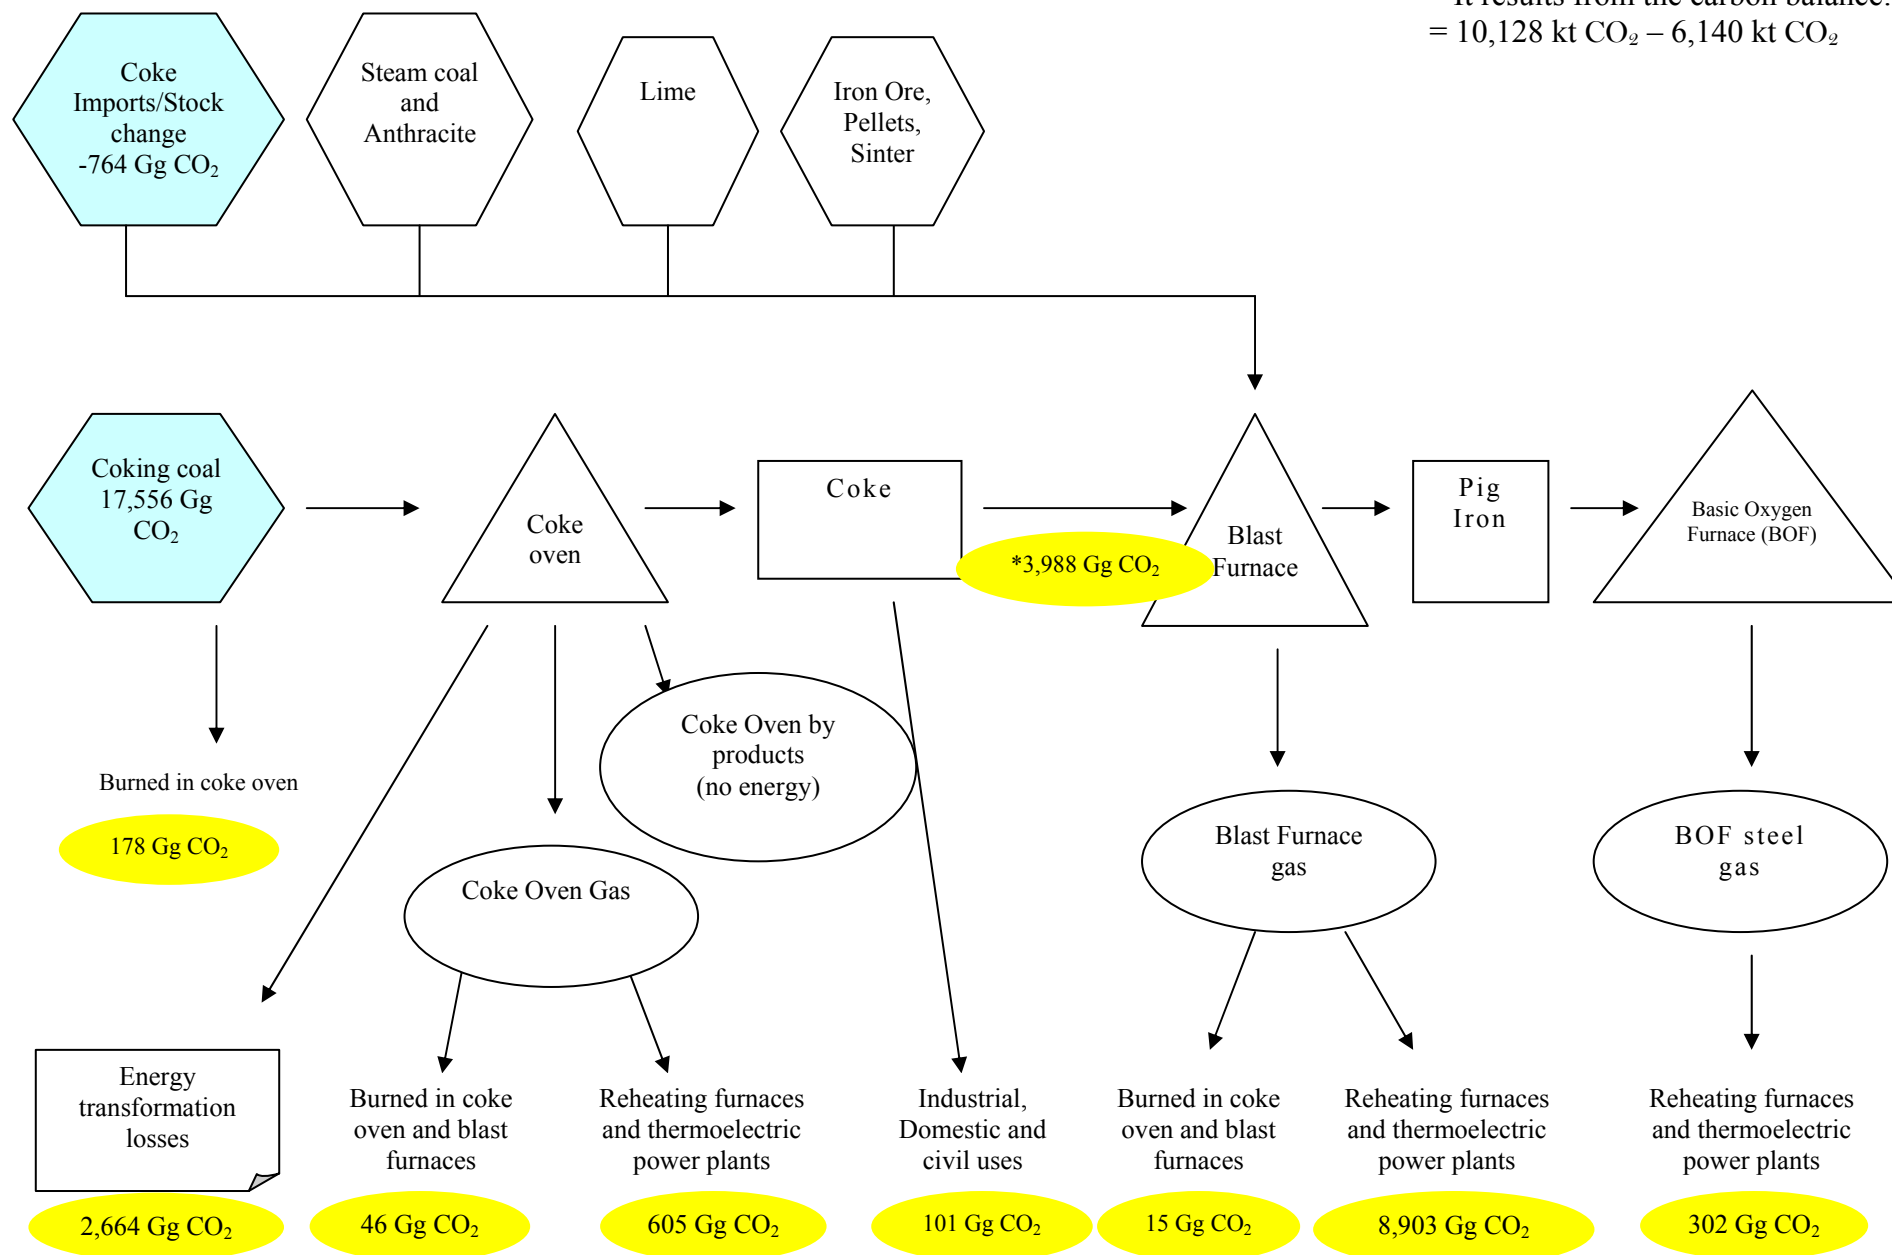 It results from the carbon balance:
= 10,128 kt CO₂ – 6,140 kt CO₂
Coke
Imports/Stock
change
-764 Gg CO₂
Steam coal
and
Anthracite
Lime
Iron Ore,
Pellets,
Sinter
Coking coal
17,556 Gg
CO₂
Coke
oven
Coke
*3,988 Gg CO₂
Blast
Furnace
Pig
Iron
Basic Oxygen
Furnace (BOF)
Burned in coke oven
178 Gg CO₂
Coke Oven by
products
(no energy)
Coke Oven Gas
Blast Furnace
gas
BOF steel
gas
Energy
transformation
losses
2,664 Gg CO₂
Burned in coke
oven and blast
furnaces
46 Gg CO₂
Reheating furnaces
and thermoelectric
power plants
605 Gg CO₂
Industrial,
Domestic and
civil uses
101 Gg CO₂
Burned in coke
oven and blast
furnaces
15 Gg CO₂
Reheating furnaces
and thermoelectric
power plants
8,903 Gg CO₂
Reheating furnaces
and thermoelectric
power plants
302 Gg CO₂